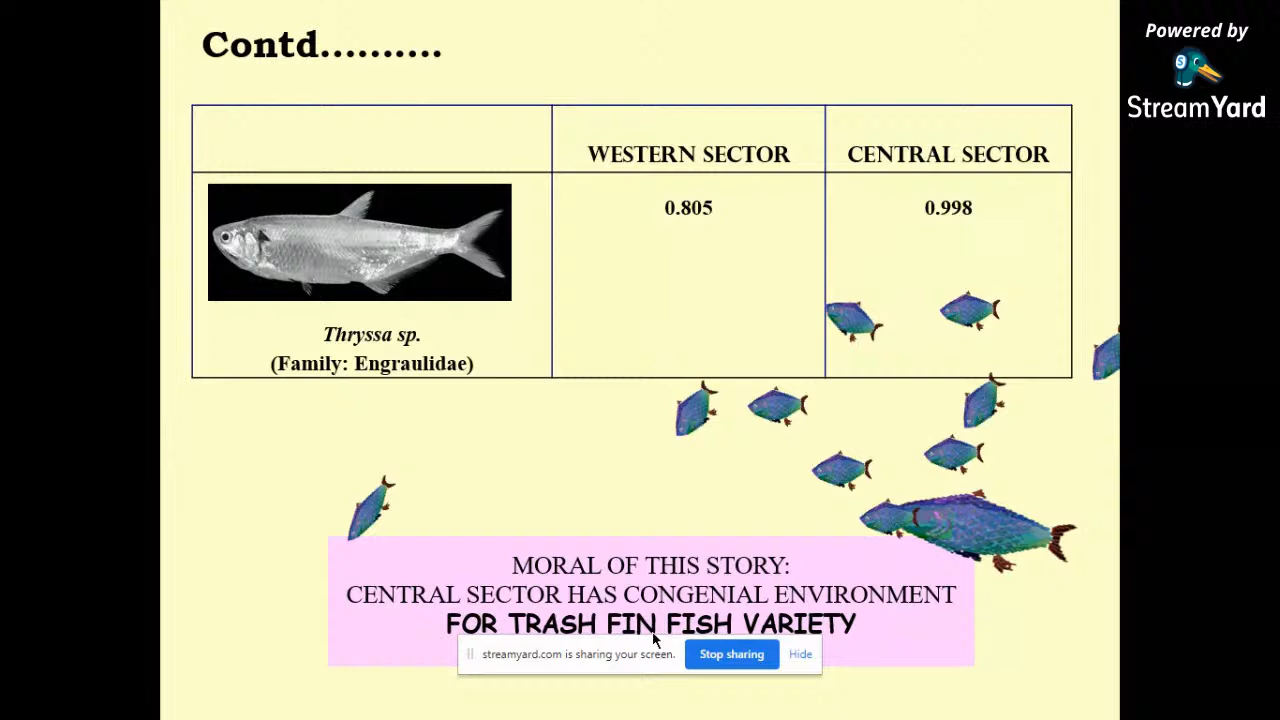 Contd..........
Powered by
StreamYard
WESTERN SECTOR
CENTRAL SECTOR
0.805
0.998
Thryssa sp.
(Family: Engraulidae)
MORAL OF THIS STORY:
CENTRAL SECTOR HAS CONGENIAL ENVIRONMENT
FOR TRASH FIN FISH VARIETY
streamyard.com is sharing your screen.
Stop sharing
Hide